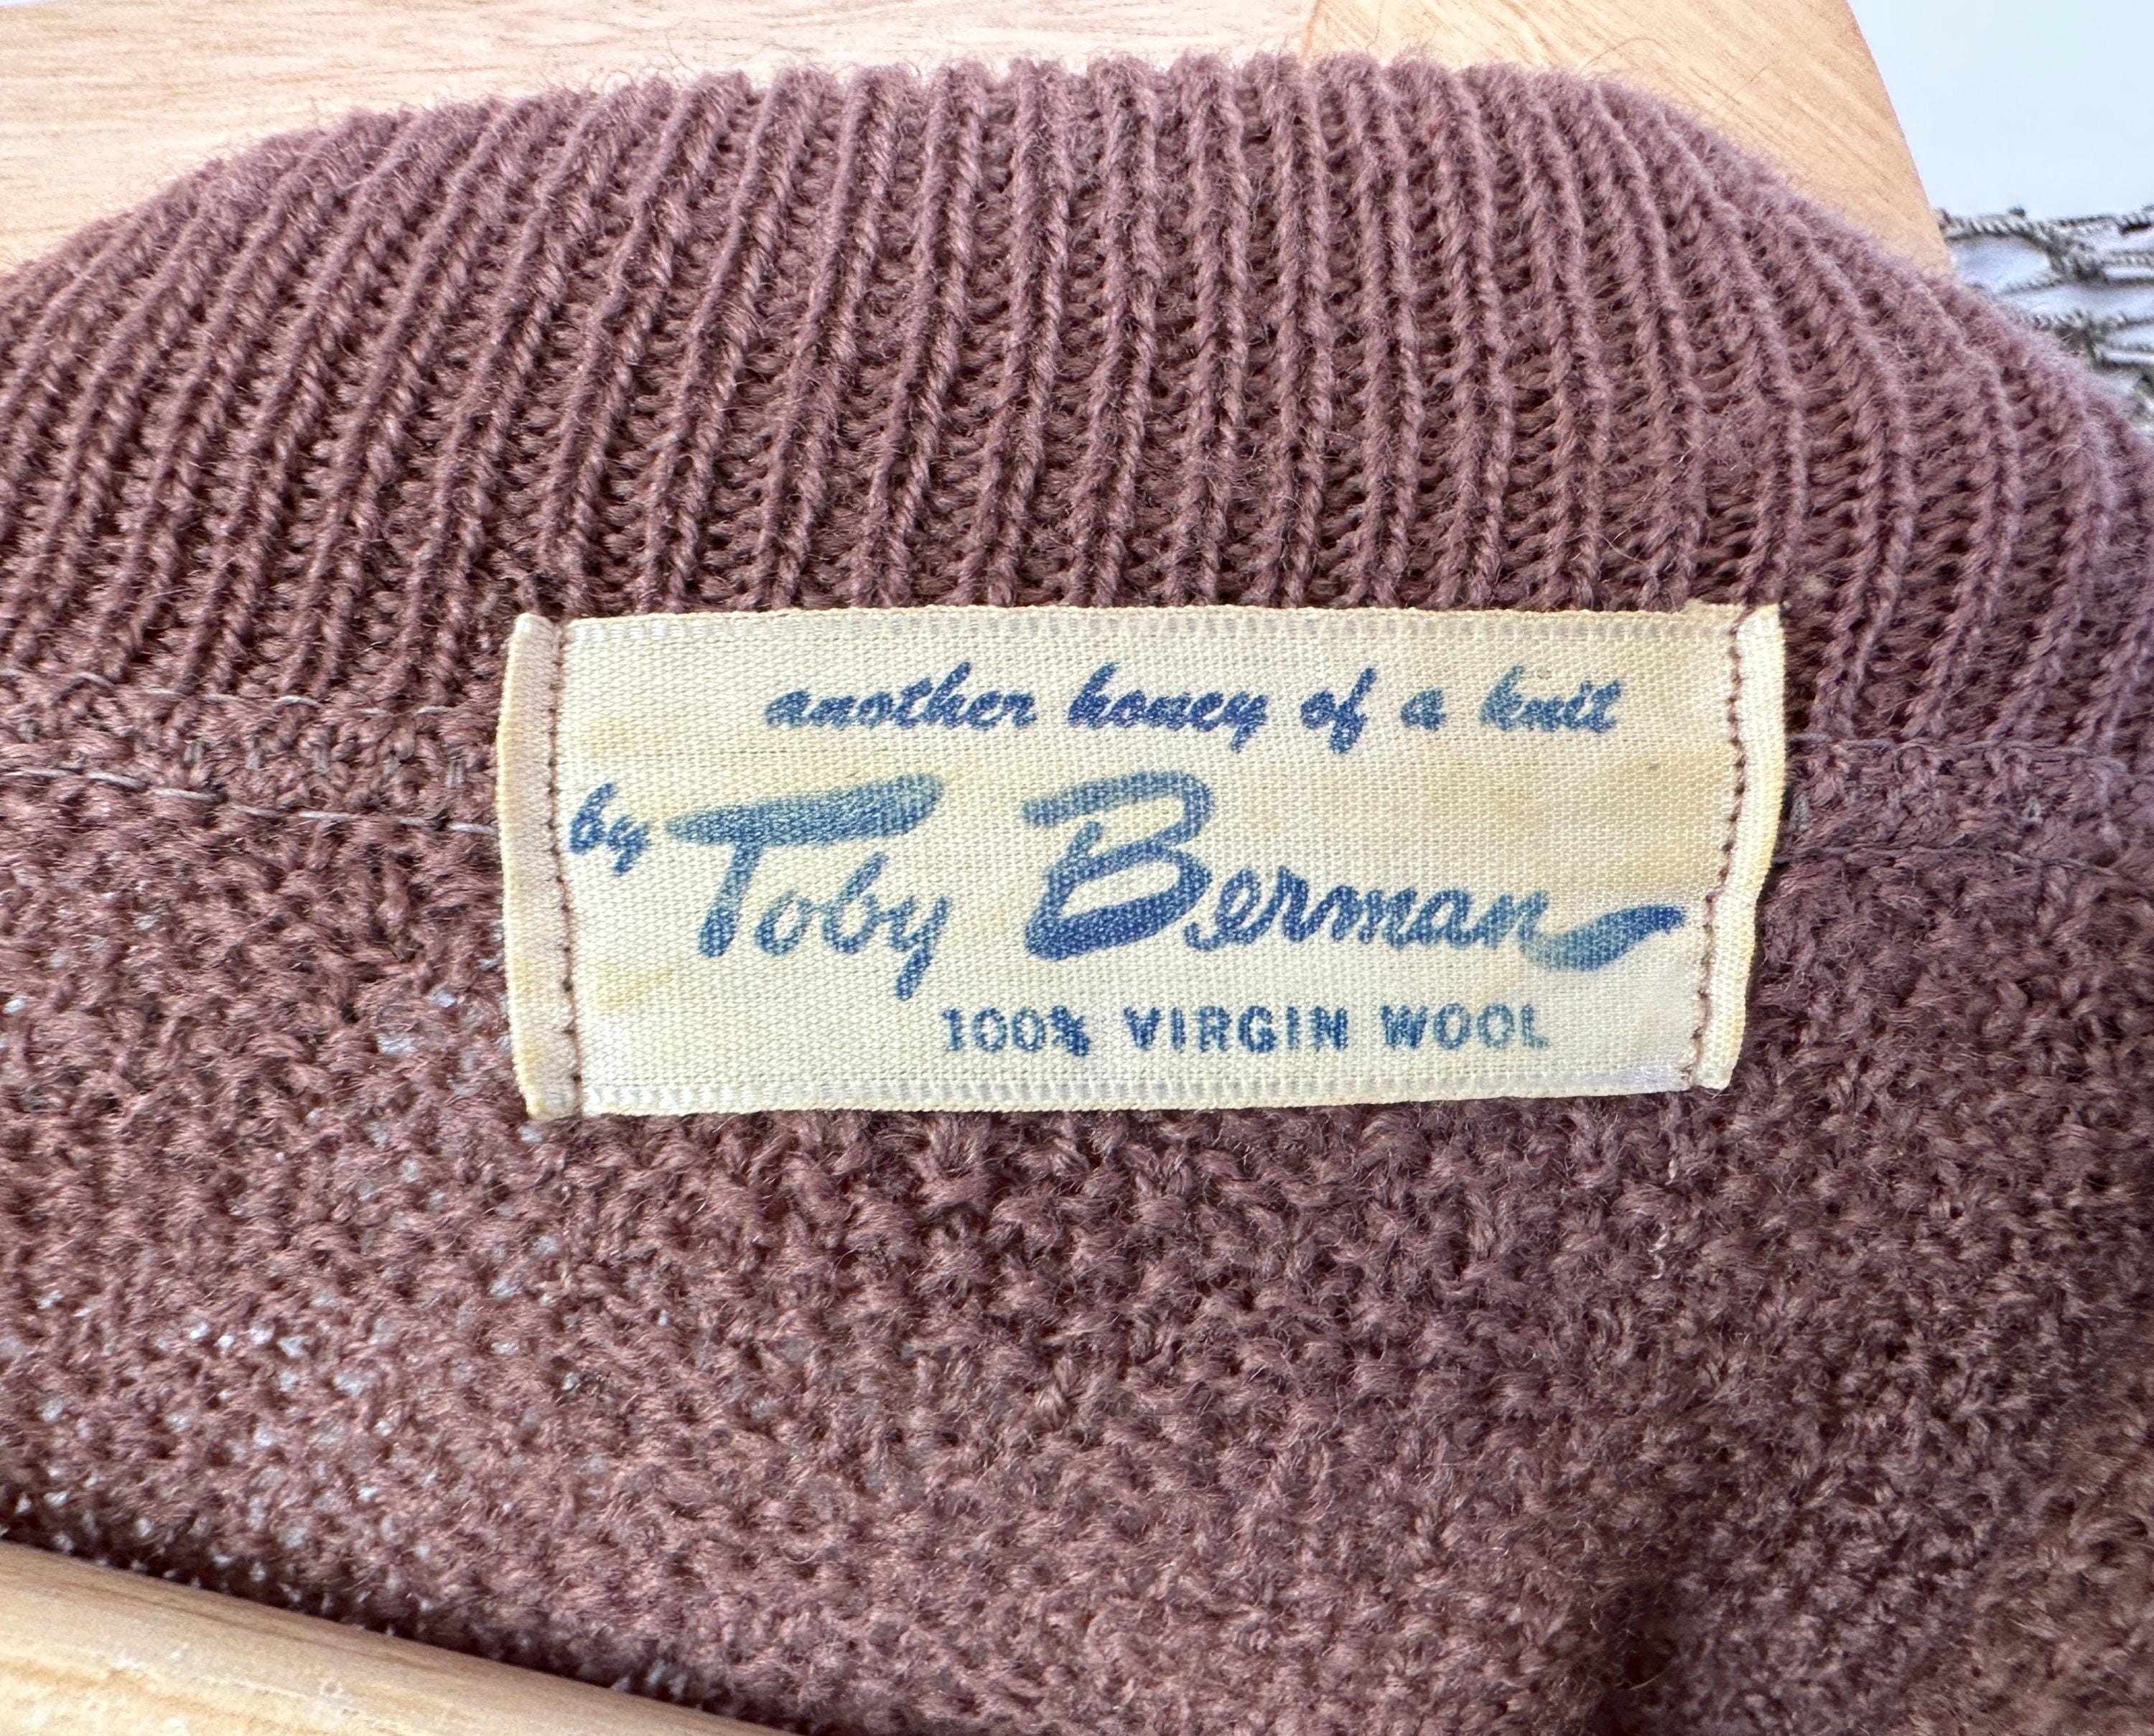 another honey of a knit
by Toby Berman
100% VIRGIN WOOL